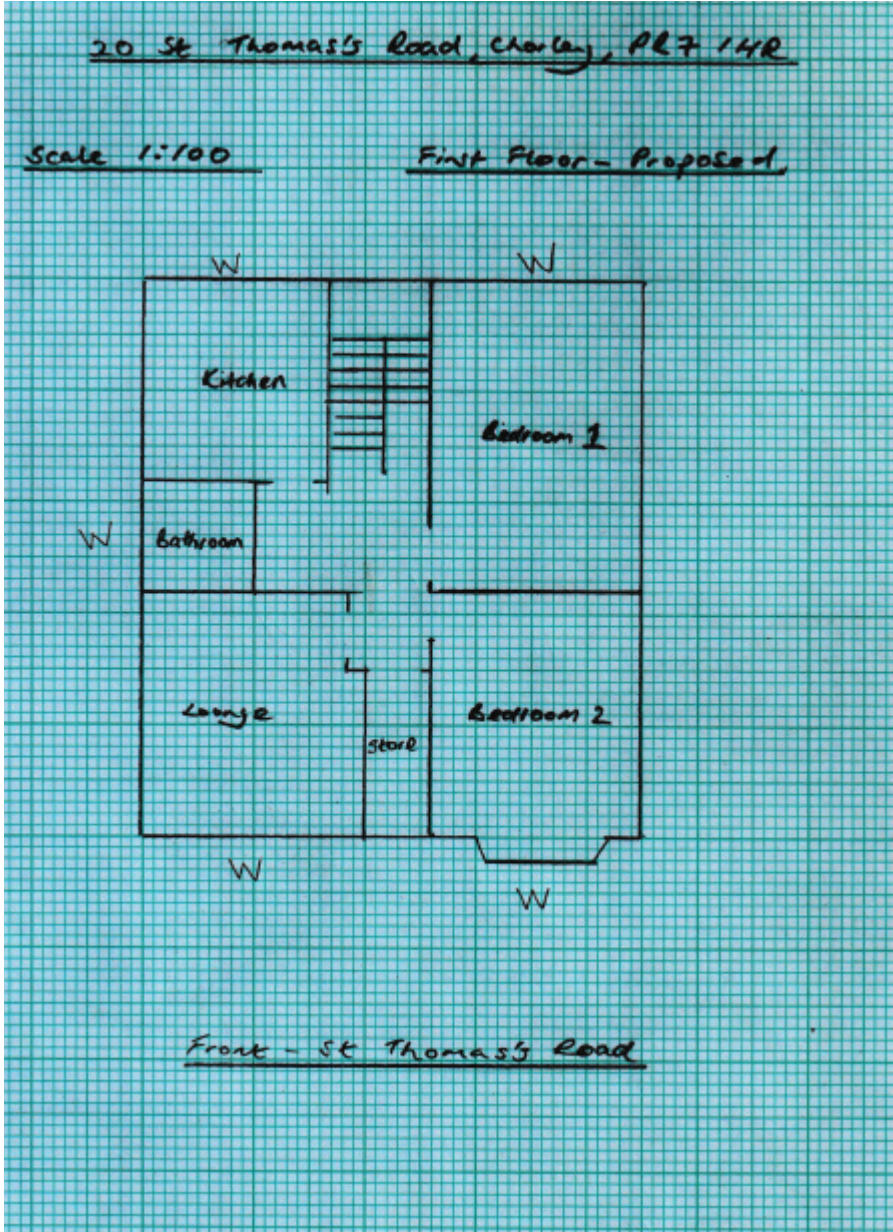 20 St Thomas's Road, Chorley, PR7 1HR
Scale 1:100
First Floor - Proposed.
W
W
Kitchen
Bedroom 1
W
Bathroom
Lounge
Store
Bedroom 2
W
W
Front - St Thomas's Road